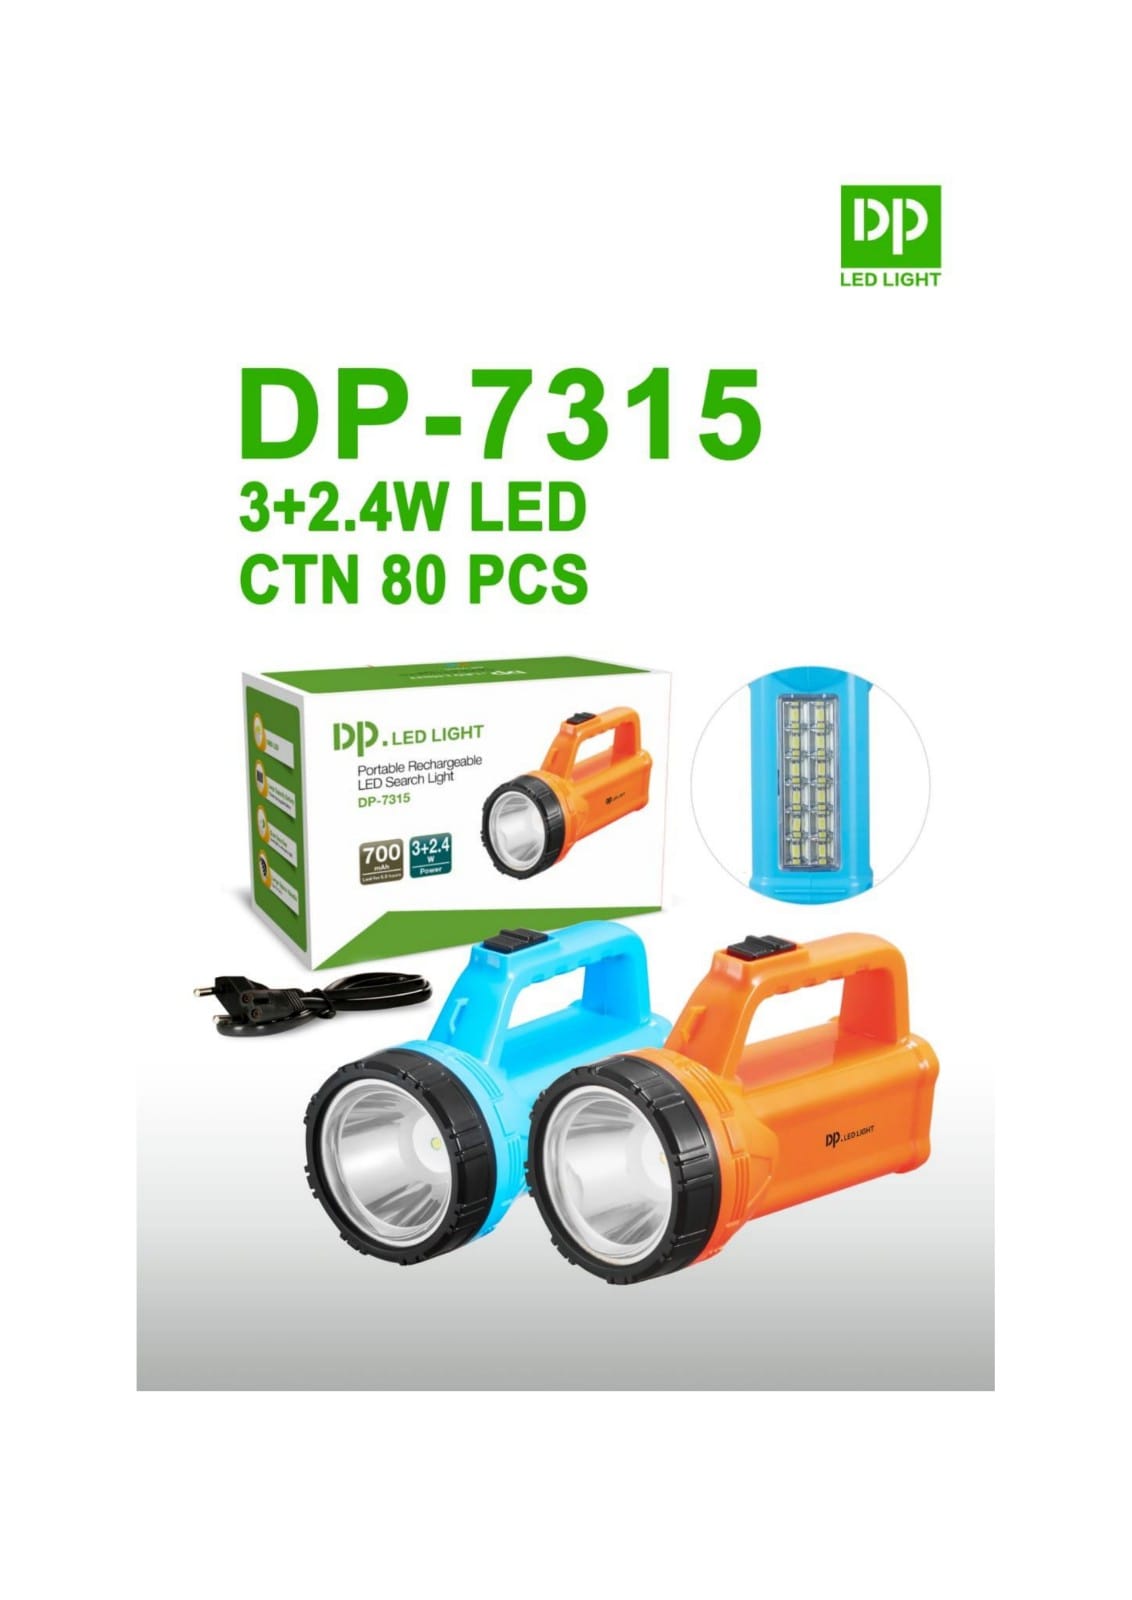 DP
LED LIGHT
DP-7315
3+2.4W LED
CTN 80 PCS
DP.LED LIGHT
Portable Rechargeable
LED Search Light
DP-7315
700
mAh
3+2.4
W
Power
DP.LED LIGHT